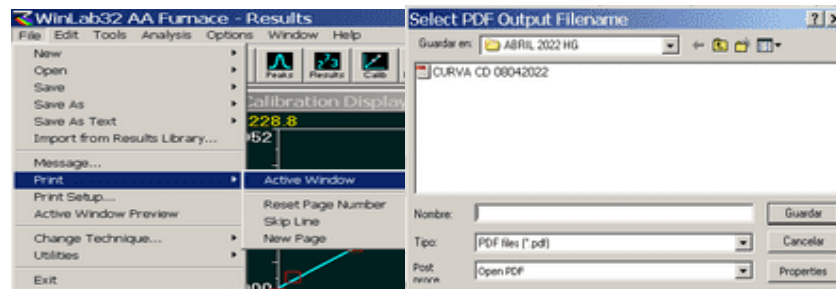 WinLab32 AA Furnace - Results
File Edit Tools Analysis Options Window Help
New
Open
Save
Save As
Save As Text
Import from Results Library...
Message...
Print
Print Setup...
Active Window Preview
Change Technique...
Utilities
Exit
Peaks Results Calib
Calibration Display
228.8
Active Window
Reset Page Number
Skip Line
New Page
Select PDF Output Filename
Guardar en: ABRIL 2022 HG
CURVA CD 08042022
Nombre:
Guardar
Tipo: PDF files (*.pdf)
Cancelar
Post
Open PDF
Properties